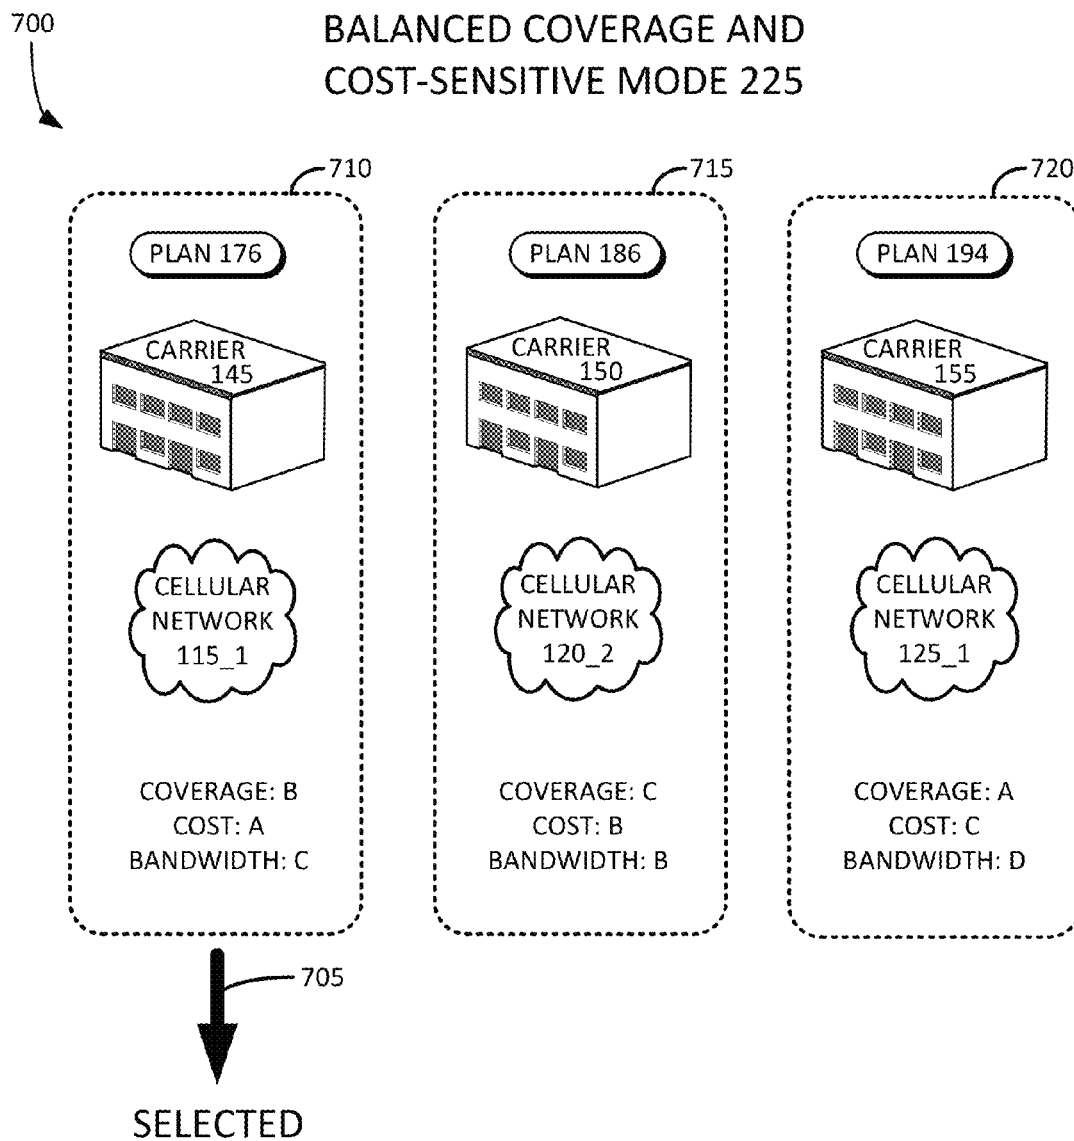 700
BALANCED COVERAGE AND
COST-SENSITIVE MODE 225
710
715
720
PLAN 176
PLAN 186
PLAN 194
CARRIER
145
CARRIER
150
CARRIER
155
CELLULAR
NETWORK
115_1
CELLULAR
NETWORK
120_2
CELLULAR
NETWORK
125_1
COVERAGE: B
COST: A
BANDWIDTH: C
COVERAGE: C
COST: B
BANDWIDTH: B
COVERAGE: A
COST: C
BANDWIDTH: D
705
SELECTED